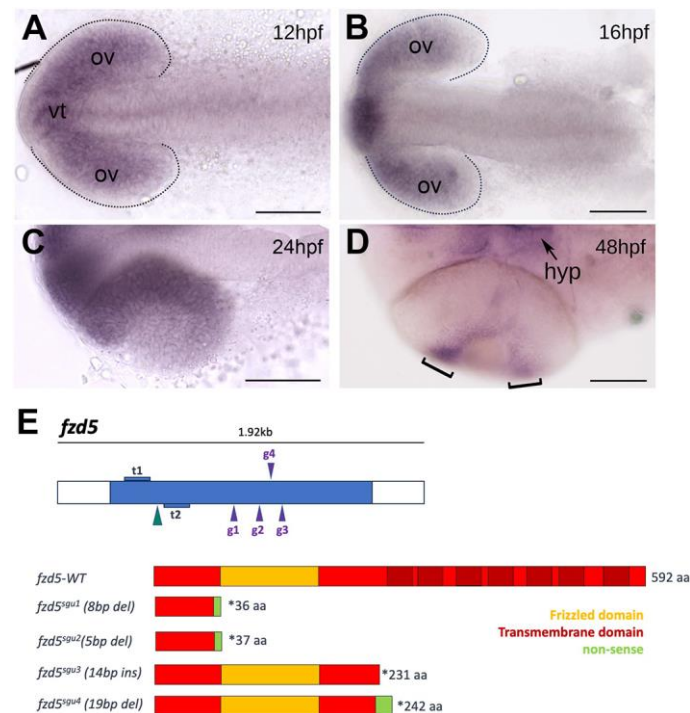 A
12hpf
ov
vt
ov
B
16hpf
ov
ov
C
24hpf
D
48hpf
hyp
E
fzd5
1.92kb
g4
t1
t2
g1 g2 g3
fzd5-WT
592 aa
fzd5sgu1 (8bp del)
*36 aa
fzd5sgu2(5bp del)
*37 aa
Frizzled domain
Transmembrane domain
non-sense
fzd5sgu3 (14bp ins)
*231 aa
fzd5sgu4 (19bp del)
*242 aa